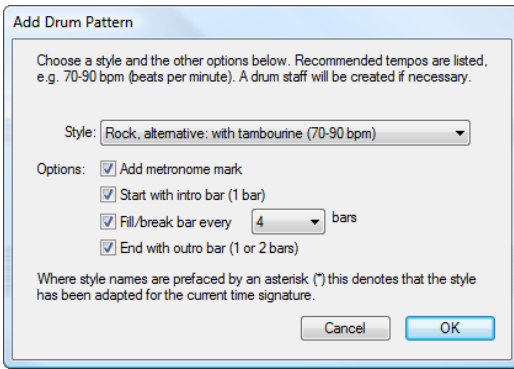 Add Drum Pattern
Choose a style and the other options below. Recommended tempos are listed,
e.g. 70-90 bpm (beats per minute). A drum staff will be created if necessary.
Style: Rock, alternative: with tambourine (70-90 bpm)
Options: Add metronome mark
Start with intro bar (1 bar)
Fill/break bar every 4 bars
End with outro bar (1 or 2 bars)
Where style names are prefaced by an asterisk (*) this denotes that the style
has been adapted for the current time signature.
Cancel OK